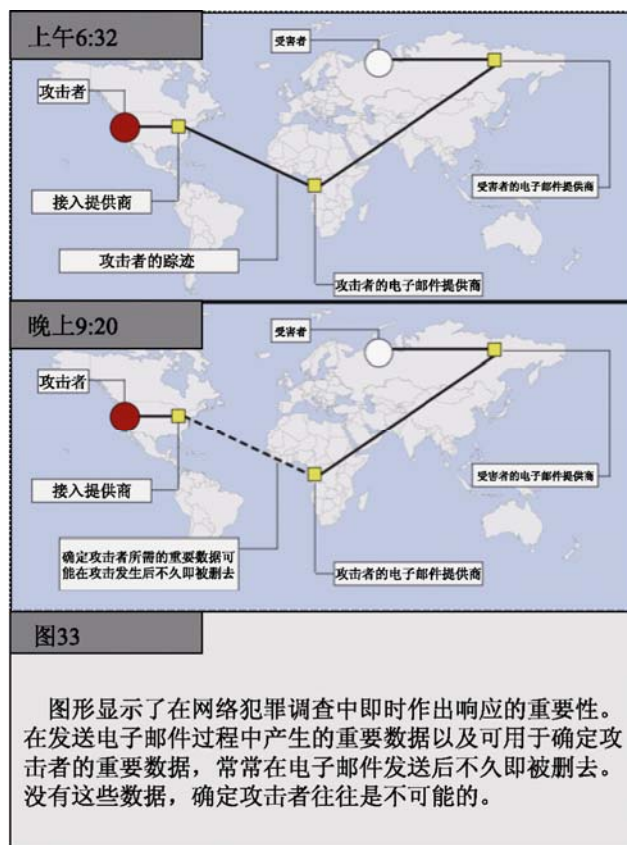 上午6:32
受害者
攻击者
接入提供商
受害者的电子邮件提供商
攻击者的踪迹
攻击者的电子邮件提供商
晚上9:20
受害者
攻击者
受害者的电子邮件提供商
接入提供商
确定攻击者所需的重要数据可
能在攻击发生后不久即被删去
攻击者的电子邮件提供商
图33
图形显示了在网络犯罪调查中即时作出响应的重要性。
在发送电子邮件过程中产生的重要数据以及可用于确定攻
击者的重要数据，常常在电子邮件发送后不久即被删去。
没有这些数据，确定攻击者往往是不可能的。